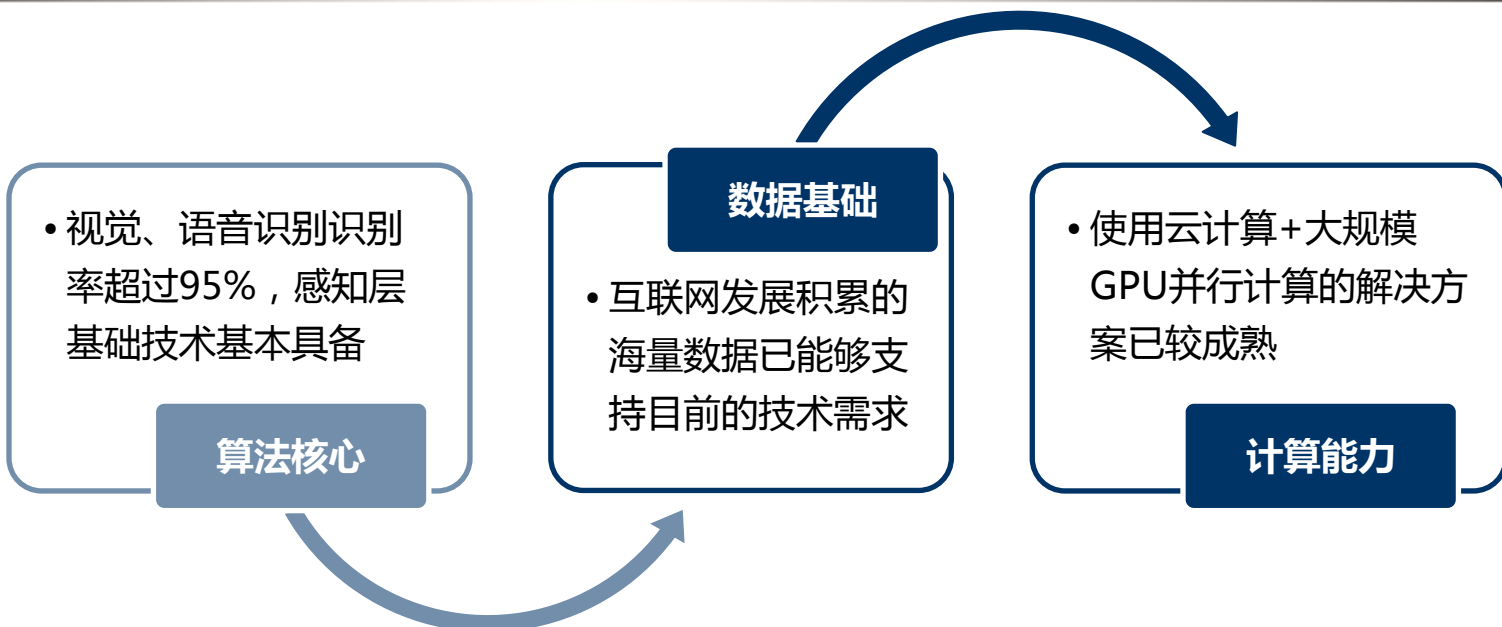 • 视觉、语音识别识别
率超过95%，感知层
基础技术基本具备
算法核心
数据基础
• 互联网发展积累的
海量数据已能够支
持目前的技术需求
• 使用云计算+大规模
GPU并行计算的解决方
案已较成熟
计算能力